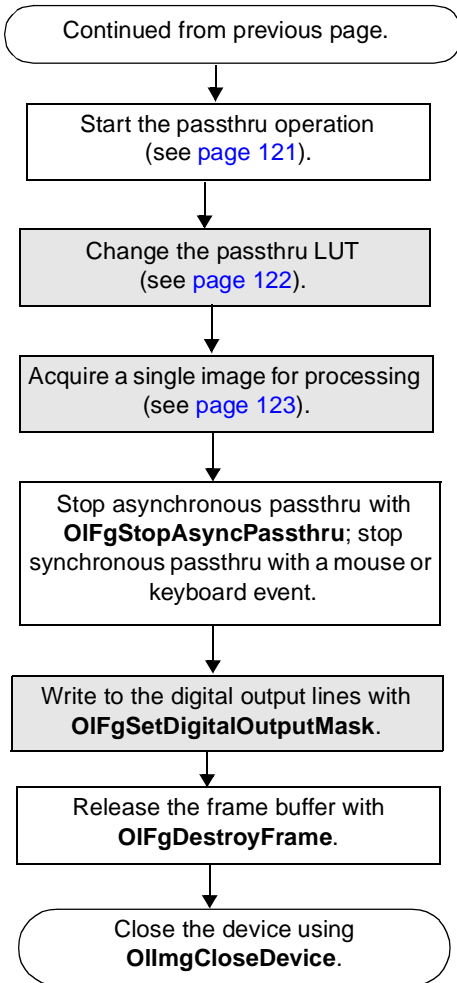 Continued from previous page.
Start the passthru operation
(see page 121).
Change the passthru LUT
(see page 122).
Acquire a single image for processing
(see page 123).
Stop asynchronous passthru with
OlFgStopAsyncPassthru; stop
synchronous passthru with a mouse or
keyboard event.
Write to the digital output lines with
OlFgSetDigitalOutputMask.
Release the frame buffer with
OlFgDestroyFrame.
Close the device using
OlImgCloseDevice.